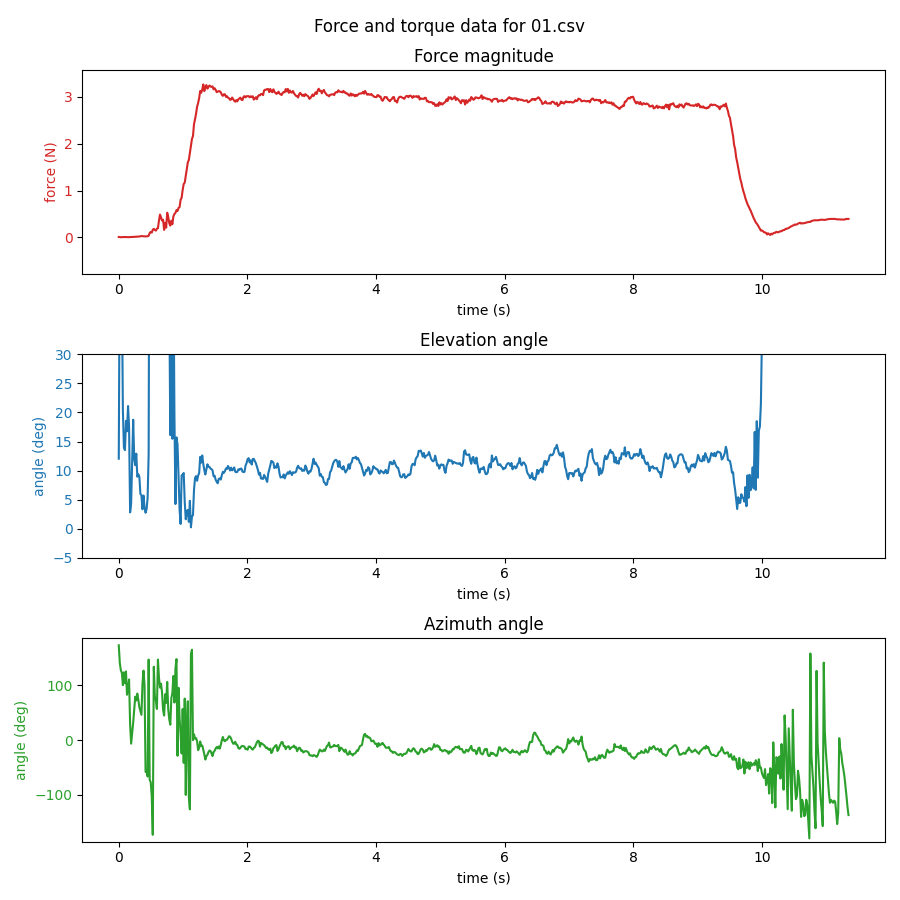 Force and torque data for 01.csv
Force magnitude
force (N)
3
2
1
0
0 2 4 6 8 10
time (s)
Elevation angle
angle (deg)
30
25
20
15
10
5
0
−5
0 2 4 6 8 10
time (s)
Azimuth angle
angle (deg)
100
0
−100
0 2 4 6 8 10
time (s)